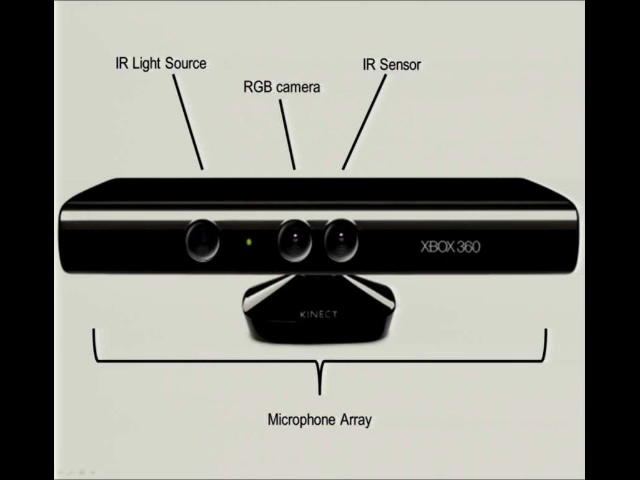 IR Light Source
RGB camera
IR Sensor
XBOX 360
KINECT
Microphone Array